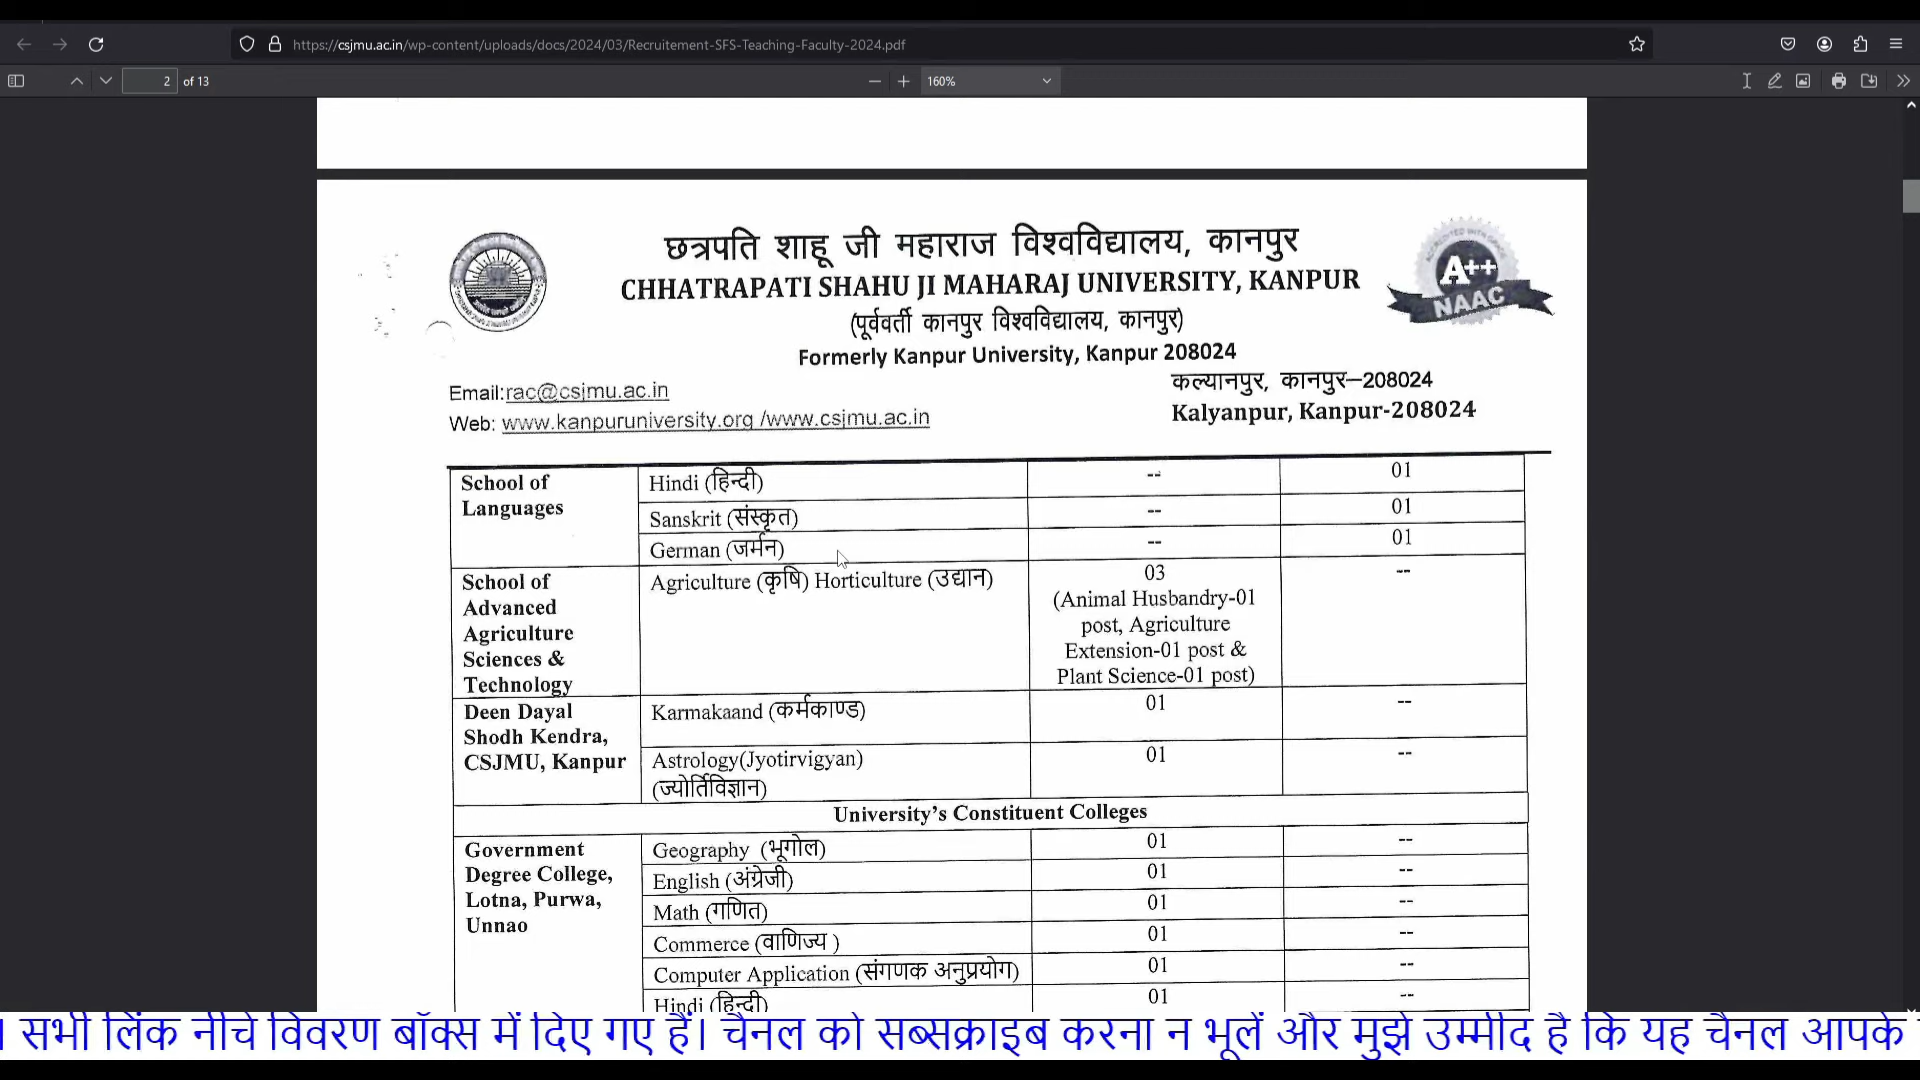 https://csjmu.ac.in/wp-content/uploads/docs/2024/03/Recruitement-SFS-Teaching-Faculty-2024.pdf
2 of 13
160%
छत्रपति शाहू जी महाराज विश्वविद्यालय, कानपुर
CHHATRAPATI SHAHU JI MAHARAJ UNIVERSITY, KANPUR
(पूर्ववर्ती कानपुर विश्वविद्यालय, कानपुर)
Formerly Kanpur University, Kanpur 208024
A++
NAAC
Email:rac@csjmu.ac.in
Web: www.kanpuruniversity.org /www.csjmu.ac.in
कल्यानपुर, कानपुर–208024
Kalyanpur, Kanpur-208024
School of
Languages
Hindi (हिन्दी) -- 01
Sanskrit (संस्कृत) -- 01
German (जर्मन) -- 01
School of
Advanced
Agriculture
Sciences &
Technology
Agriculture (कृषि) Horticulture (उद्यान)
03
(Animal Husbandry-01
post, Agriculture
Extension-01 post &
Plant Science-01 post)
--
Deen Dayal
Shodh Kendra,
CSJMU, Kanpur
Karmakaand (कर्मकाण्ड) 01 --
Astrology(Jyotirvigyan) 01 --
(ज्योर्तिविज्ञान)
University’s Constituent Colleges
Government
Degree College,
Lotna, Purwa,
Unnao
Geography (भूगोल) 01 --
English (अंग्रेजी) 01 --
Math (गणित) 01 --
Commerce (वाणिज्य ) 01 --
Computer Application (संगणक अनुप्रयोग) 01 --
Hindi (हिन्दी) 01 --
। सभी लिंक नीचे विवरण बॉक्स में दिए गए हैं। चैनल को सब्सक्राइब करना न भूलें और मुझे उम्मीद है कि यह चैनल आपके